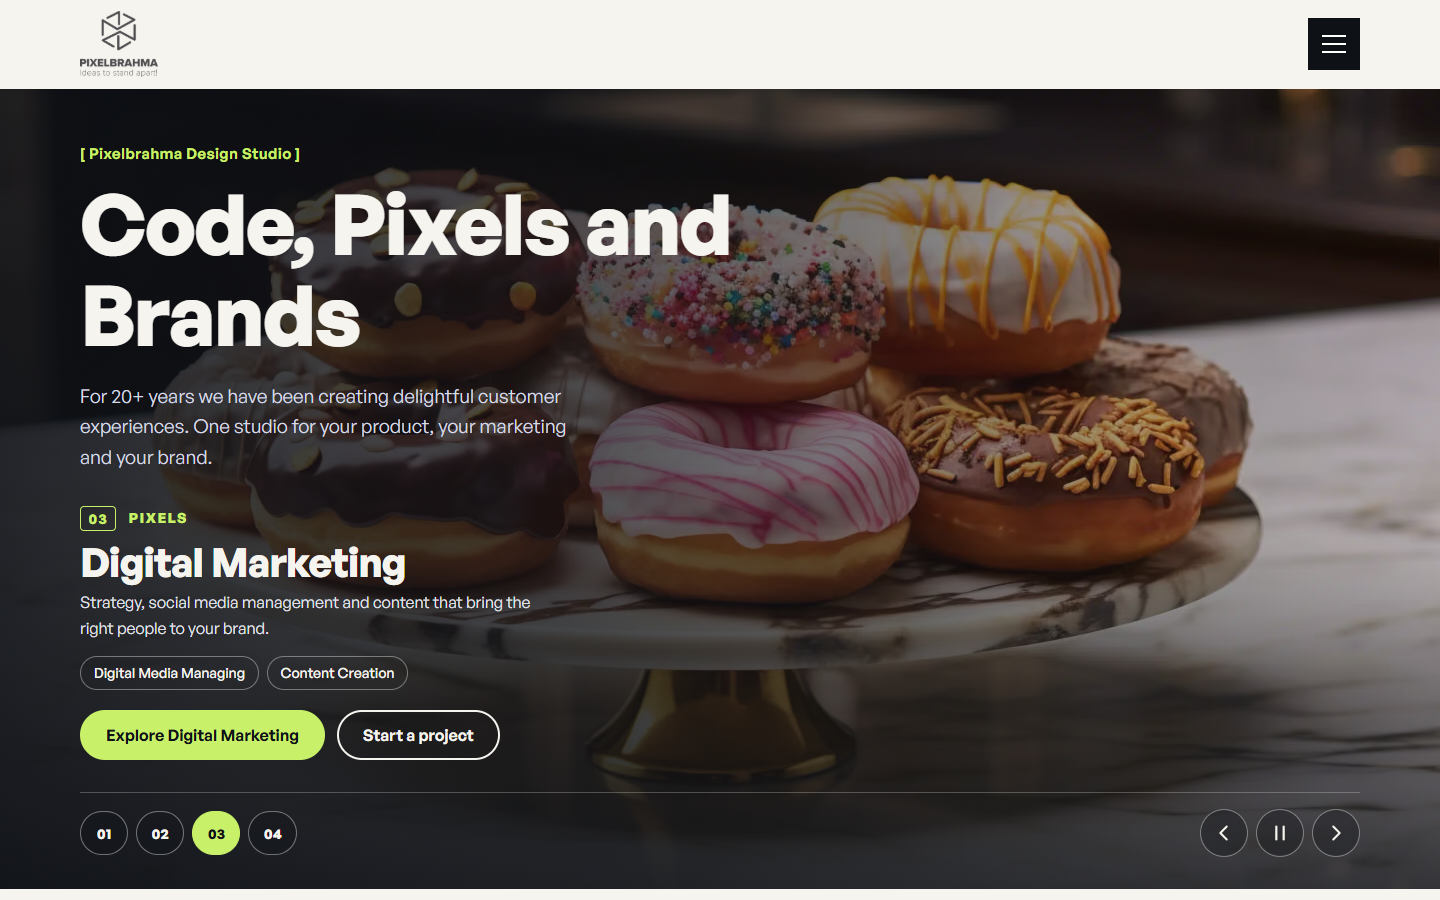 PIXELBRAHMA
Ideas to stand apart!
[ Pixelbrahma Design Studio ]
Code, Pixels and
Brands
For 20+ years we have been creating delightful customer
experiences. One studio for your product, your marketing
and your brand.
03 PIXELS
Digital Marketing
Strategy, social media management and content that bring the
right people to your brand.
Digital Media Managing Content Creation
Explore Digital Marketing Start a project
01 02 03 04